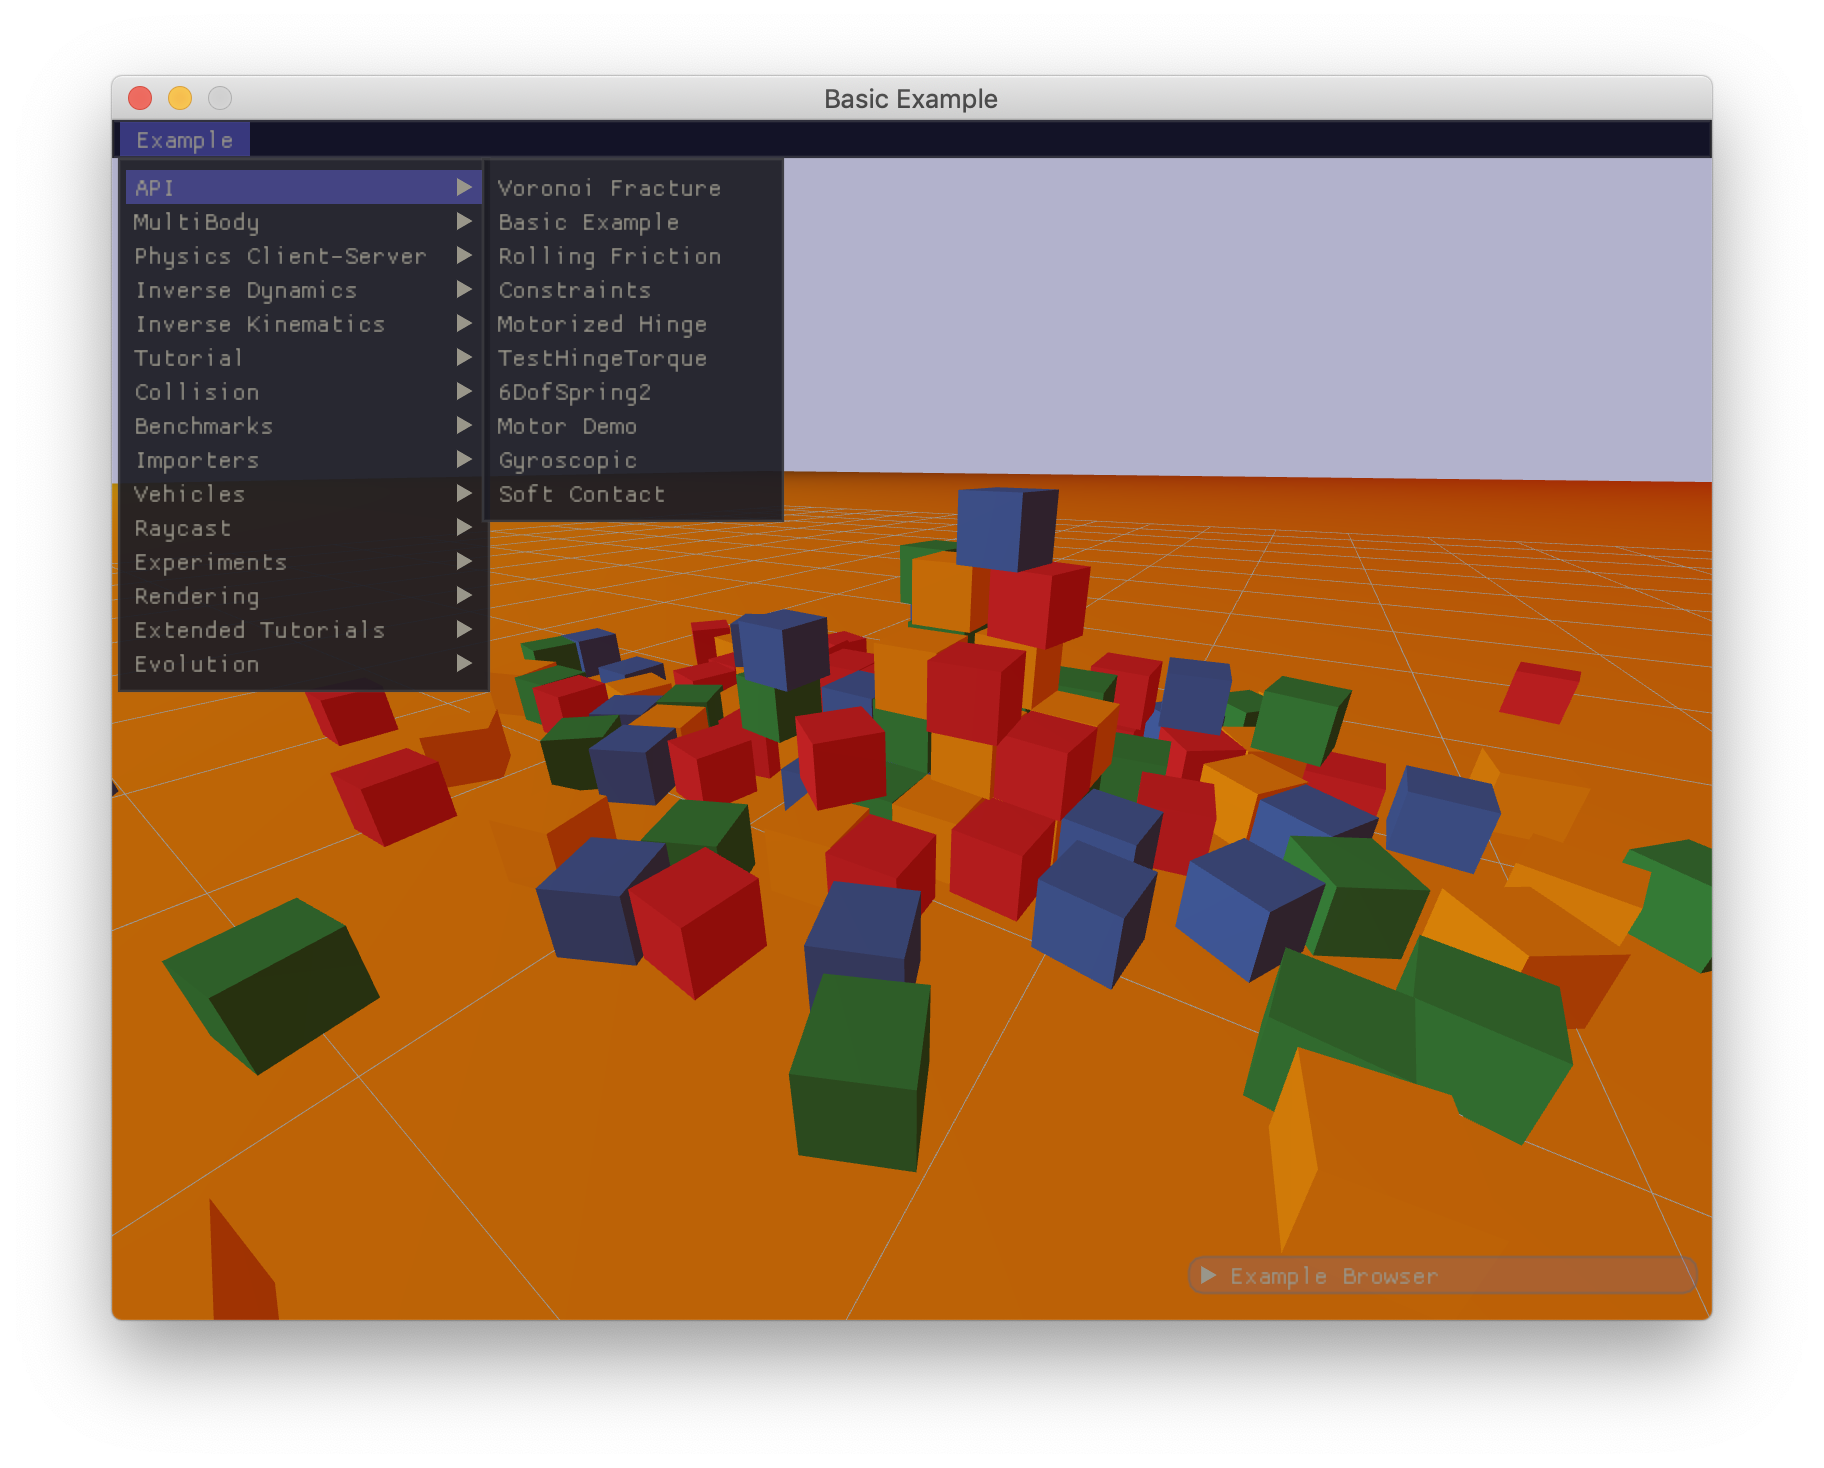 Basic Example
Example
API
MultiBody
Physics Client-Server
Inverse Dynamics
Inverse Kinematics
Tutorial
Collision
Benchmarks
Importers
Vehicles
Raycast
Experiments
Rendering
Extended Tutorials
Evolution
Voronoi Fracture
Basic Example
Rolling Friction
Constraints
Motorized Hinge
TestHingeTorque
6DofSpring2
Motor Demo
Gyroscopic
Soft Contact
Example Browser